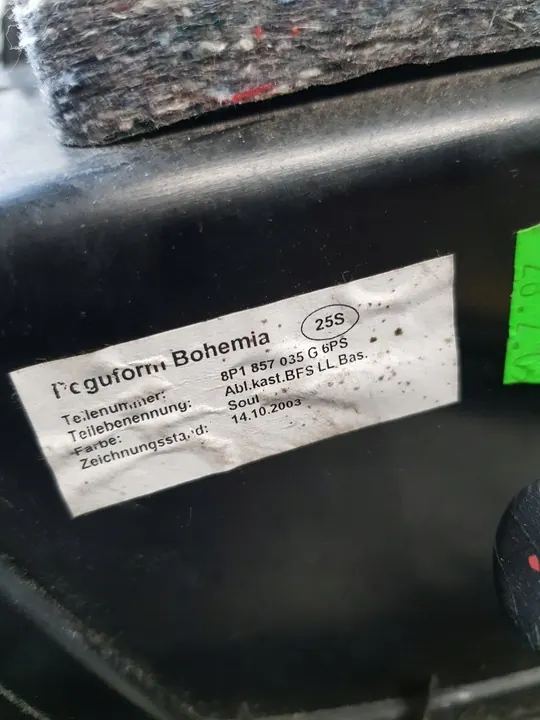 Peguform Bohemia
25S
Teilenummer: 8P1 857 035 G 6PS
Teilebenennung: Abl.kast.BFS LL Bas.
Farbe: Soul
Zeichnungsstand: 14.10.2003